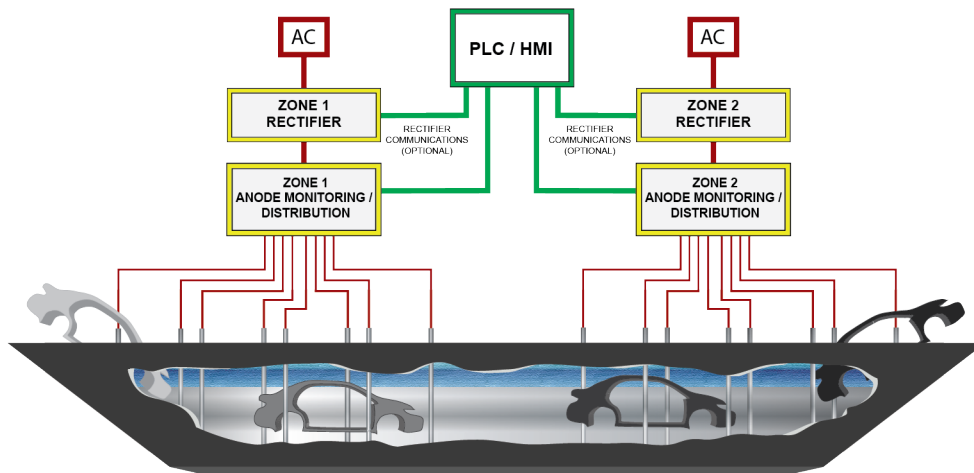 AC
PLC / HMI
AC
ZONE 1
RECTIFIER
ZONE 2
RECTIFIER
RECTIFIER
COMMUNICATIONS
(OPTIONAL)
RECTIFIER
COMMUNICATIONS
(OPTIONAL)
ZONE 1
ANODE MONITORING /
DISTRIBUTION
ZONE 2
ANODE MONITORING /
DISTRIBUTION